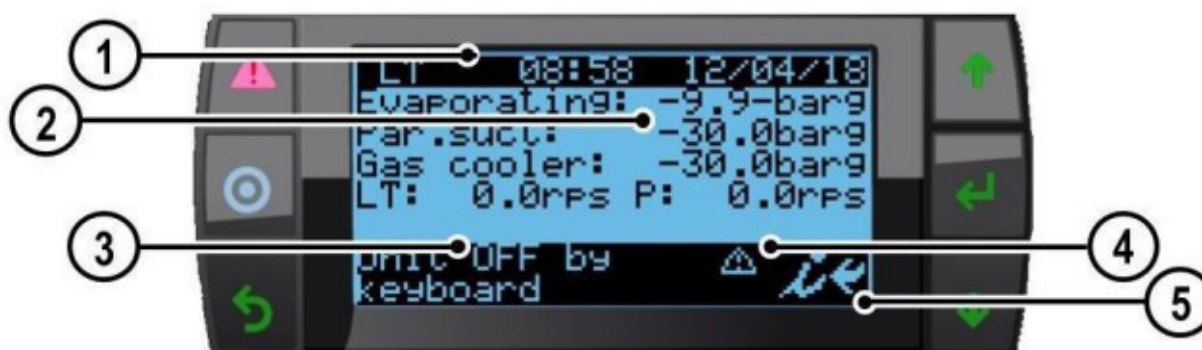 1
LT 08:58 12/04/18
2
Evaporating: -9.9-barg
Par.suct: -30.0barg
Gas cooler: -30.0barg
LT: 0.0rps P: 0.0rps
3
4
Unit OFF by
keyboard
5